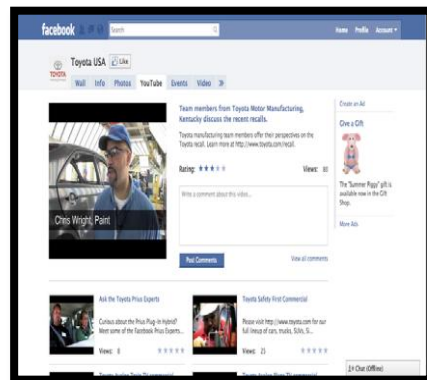 facebook
Search
Home Profile Account
Toyota USA Like
TOYOTA
Wall Info Photos YouTube Events Video »
Team members from Toyota Motor Manufacturing,
Kentucky discuss the recent recalls.
Toyota manufacturing team members offer their perspectives on the
Toyota recall. Learn more at http://www.toyota.com/recall.
Rating: Views: 80
Write a comment about this video...
Chris Wright, Paint
Post Comments View all comments
Create an Ad
Give a Gift
The "Summer Piggy" gift is
available now in the Gift
Shop.
More Ads
Ask the Toyota Prius Experts
Curious about the Prius Plug-in Hybrid?
Meet some of the Facebook Prius Experts...
Views: 8
Toyota Safety First Commercial
Please visit http://www.toyota.com for our
full lineup of cars, trucks, SUVs, Si...
Views: 21
Chat (Offline)